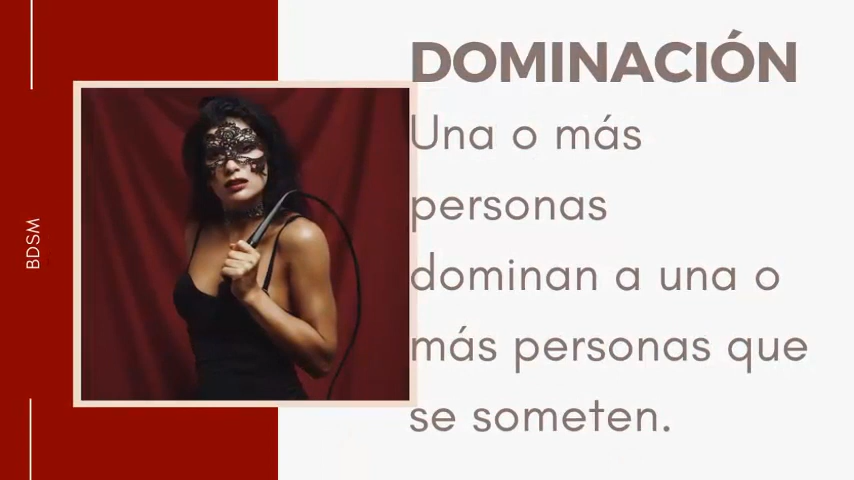 BDSM
DOMINACIÓN
Una o más
personas
dominan a una o
más personas que
se someten.